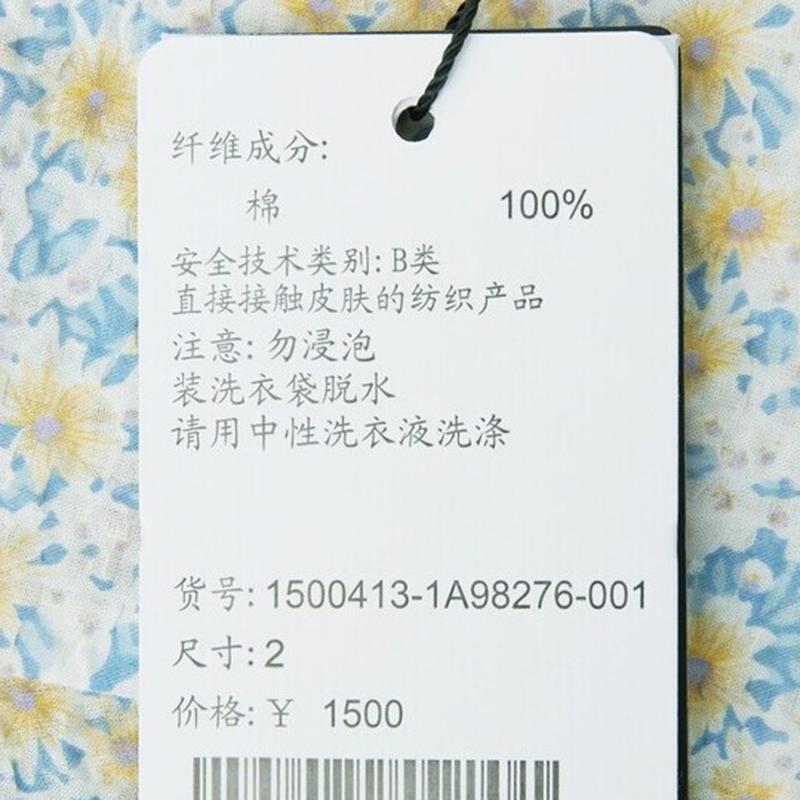 纤维成分:
棉 100%
安全技术类别: B类
直接接触皮肤的纺织产品
注意: 勿浸泡
装洗衣袋脱水
请用中性洗衣液洗涤
货号: 1500413-1A98276-001
尺寸: 2
价格: ¥ 1500